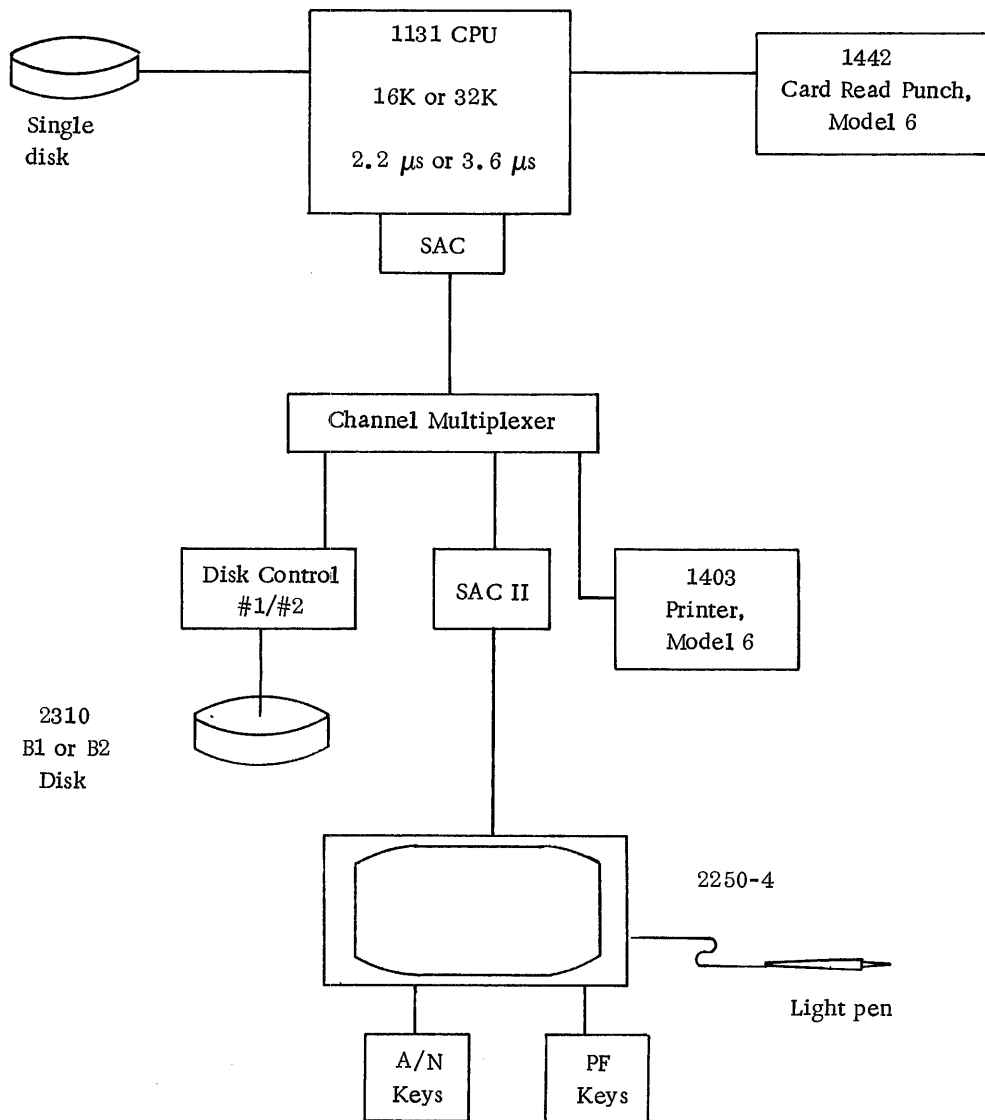 1131 CPU
16K or 32K
2.2 μs or 3.6 μs
Single
disk
1442
Card Read Punch,
Model 6
SAC
Channel Multiplexer
Disk Control
#1/#2
SAC II
1403
Printer,
Model 6
2310
B1 or B2
Disk
2250-4
Light pen
A/N
Keys
PF
Keys